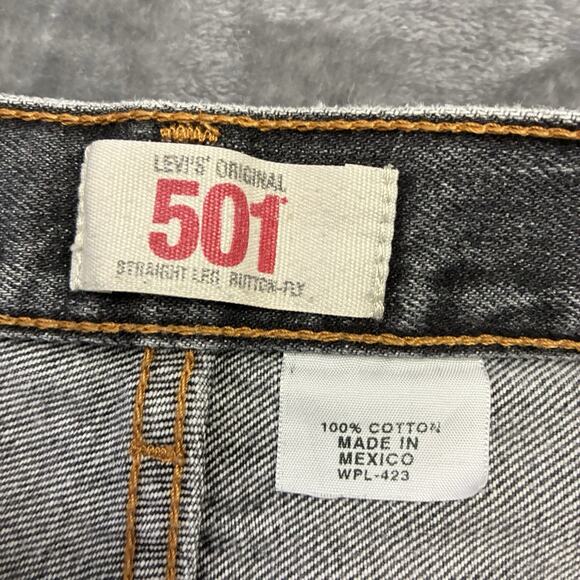 LEVI'S' ORIGINAL
501
STRAIGHT LEG BUTTON-FLY
100% COTTON
MADE IN
MEXICO
WPL-423